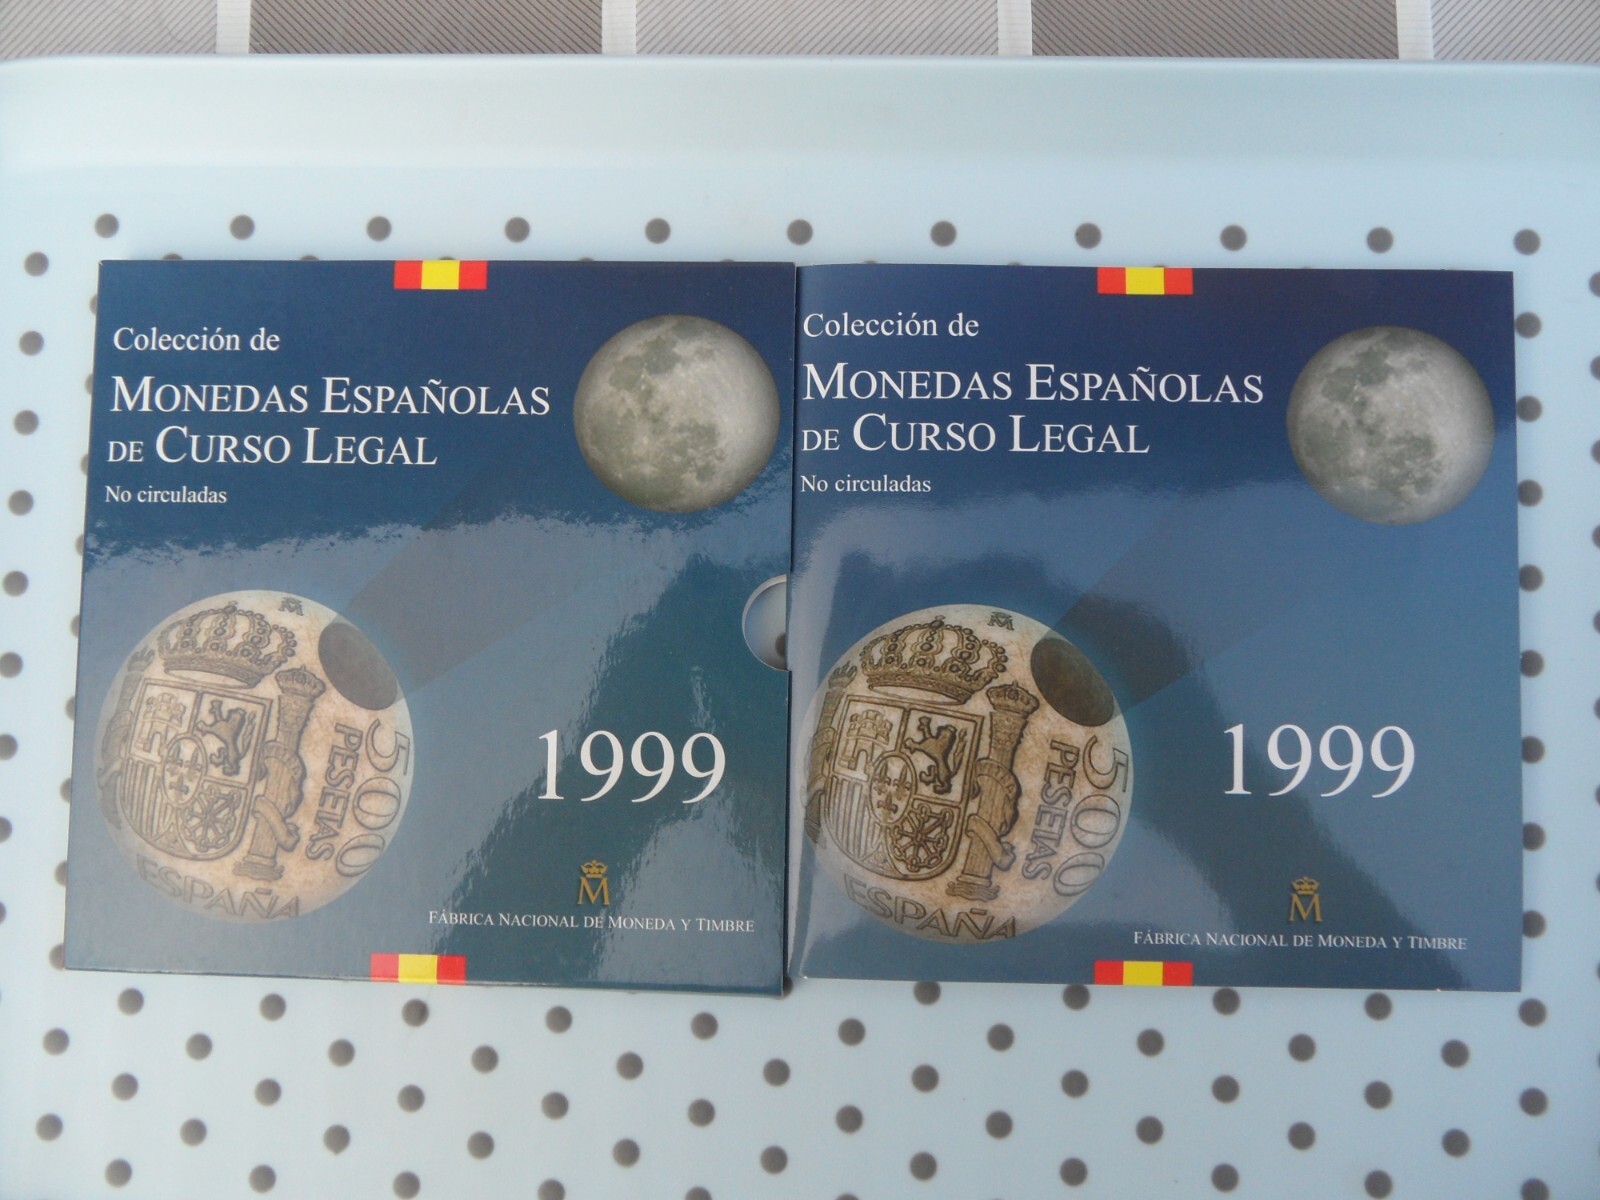 Colección de
MONEDAS ESPAÑOLAS
DE CURSO LEGAL
No circuladas
500
PESETAS
ESPAÑA
1999
M
FÁBRICA NACIONAL DE MONEDA Y TIMBRE
Colección de
MONEDAS ESPAÑOLAS
DE CURSO LEGAL
No circuladas
500
PESETAS
ESPAÑA
1999
M
FÁBRICA NACIONAL DE MONEDA Y TIMBRE